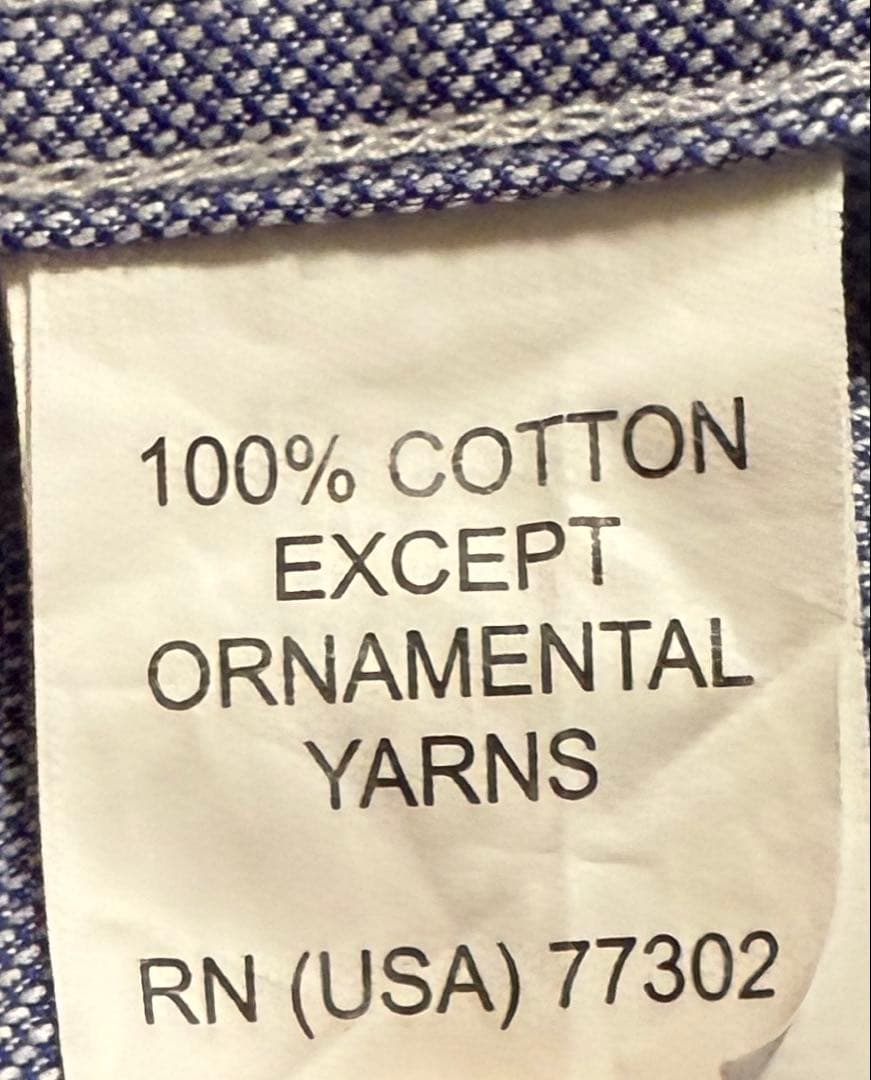 100% COTTON
EXCEPT
ORNAMENTAL
YARNS
RN (USA) 77302